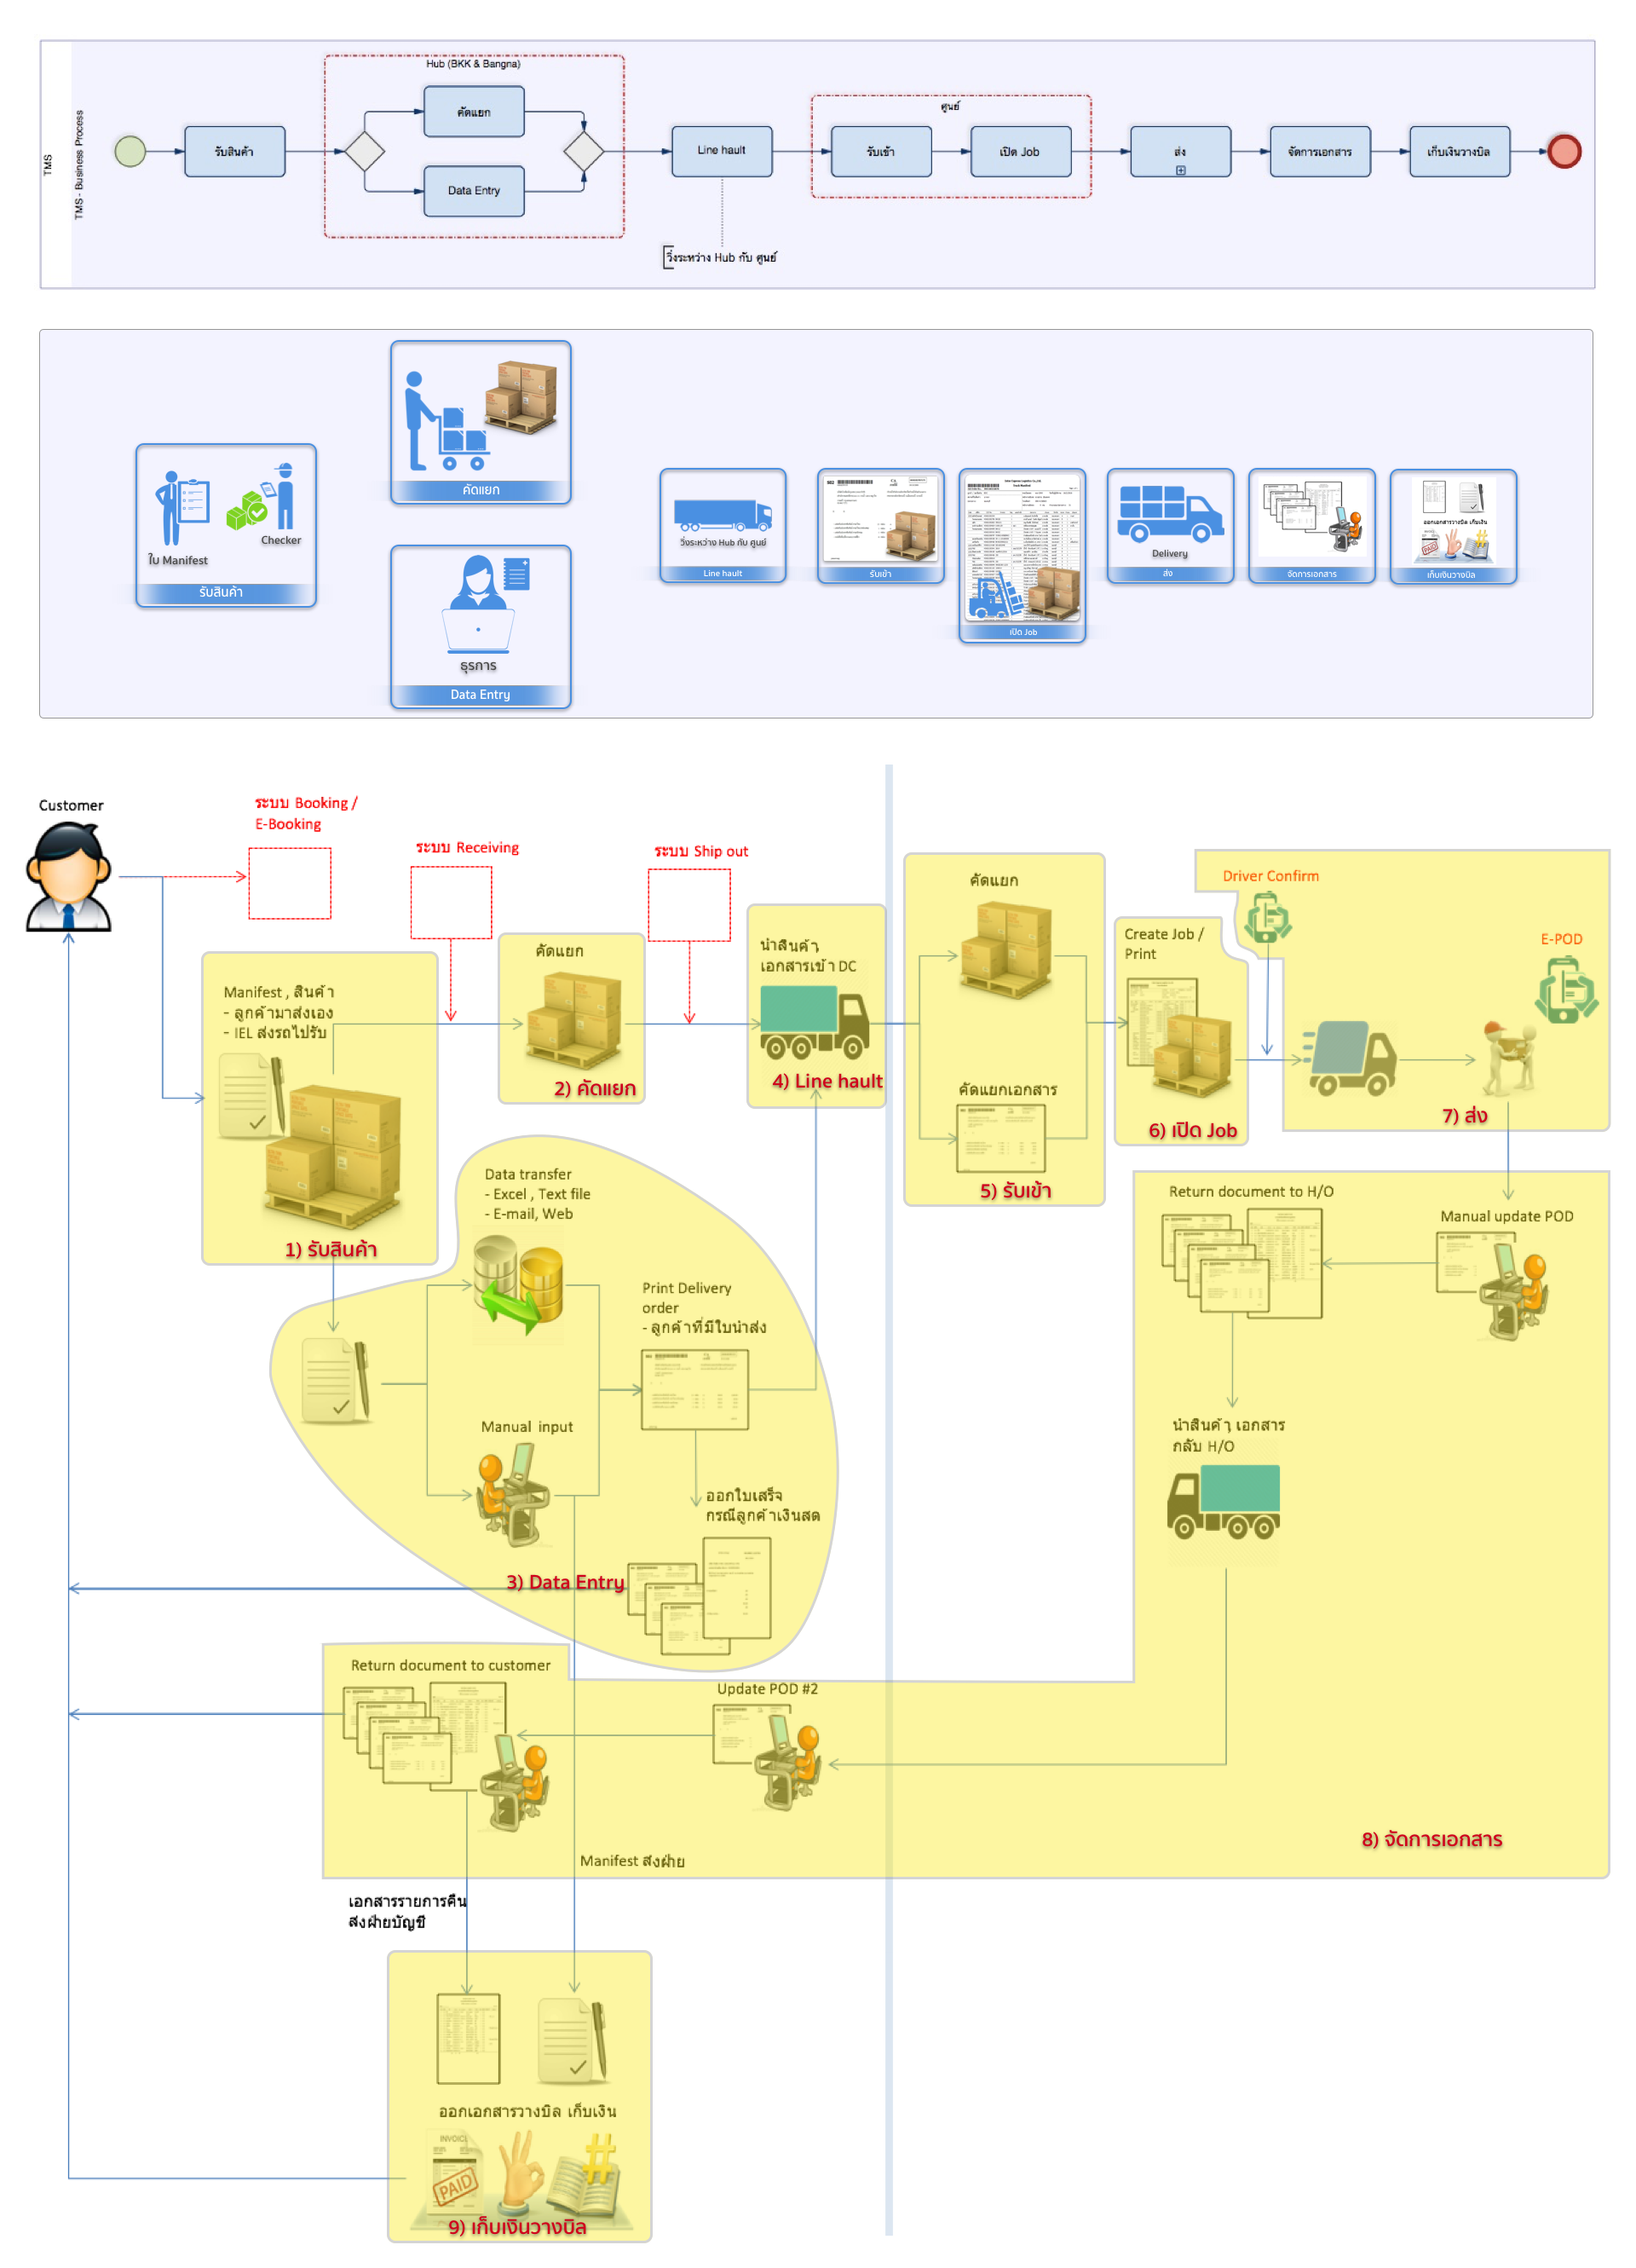 TMS
TMS - Business Process
Hub (BKK & Bangna)
รับสินค้า
คัดแยก
Data Entry
Line hault
วิ่งระหว่าง Hub กับ ศูนย์
ศูนย์
รับเข้า
เปิด Job
ส่ง
จัดการเอกสาร
เก็บเงินวางบิล
ใบ Manifest
Checker
รับสินค้า
คัดแยก
ธุรการ
Data Entry
วิ่งระหว่าง Hub กับ ศูนย์
Line hault
รับเข้า
เปิด Job
Delivery
ส่ง
จัดการเอกสาร
ออกเอกสารวางบิล เก็บเงิน
PAID
เก็บเงินวางบิล
Customer
ระบบ Booking /
E-Booking
ระบบ Receiving
ระบบ Ship out
Manifest , สินค้า
- ลูกค้ามาส่งเอง
- IEL ส่งรถไปรับ
1) รับสินค้า
คัดแยก
2) คัดแยก
นำสินค้า,
เอกสารเข้า DC
4) Line hault
คัดแยก
คัดแยกเอกสาร
5) รับเข้า
Create Job /
Print
6) เปิด Job
Driver Confirm
E-POD
7) ส่ง
Data transfer
- Excel , Text file
- E-mail, Web
Manual input
Print Delivery
order
- ลูกค้าที่มีใบนำส่ง
ออกใบเสร็จ
กรณีลูกค้าเงินสด
3) Data Entry
Return document to H/O
Manual update POD
นำสินค้า, เอกสาร
กลับ H/O
Return document to customer
Update POD #2
8) จัดการเอกสาร
Manifest ส่งฝ่าย
เอกสารรายการคืน
ส่งฝ่ายบัญชี
ออกเอกสารวางบิล เก็บเงิน
INVOICE
PAID
#
9) เก็บเงินวางบิล